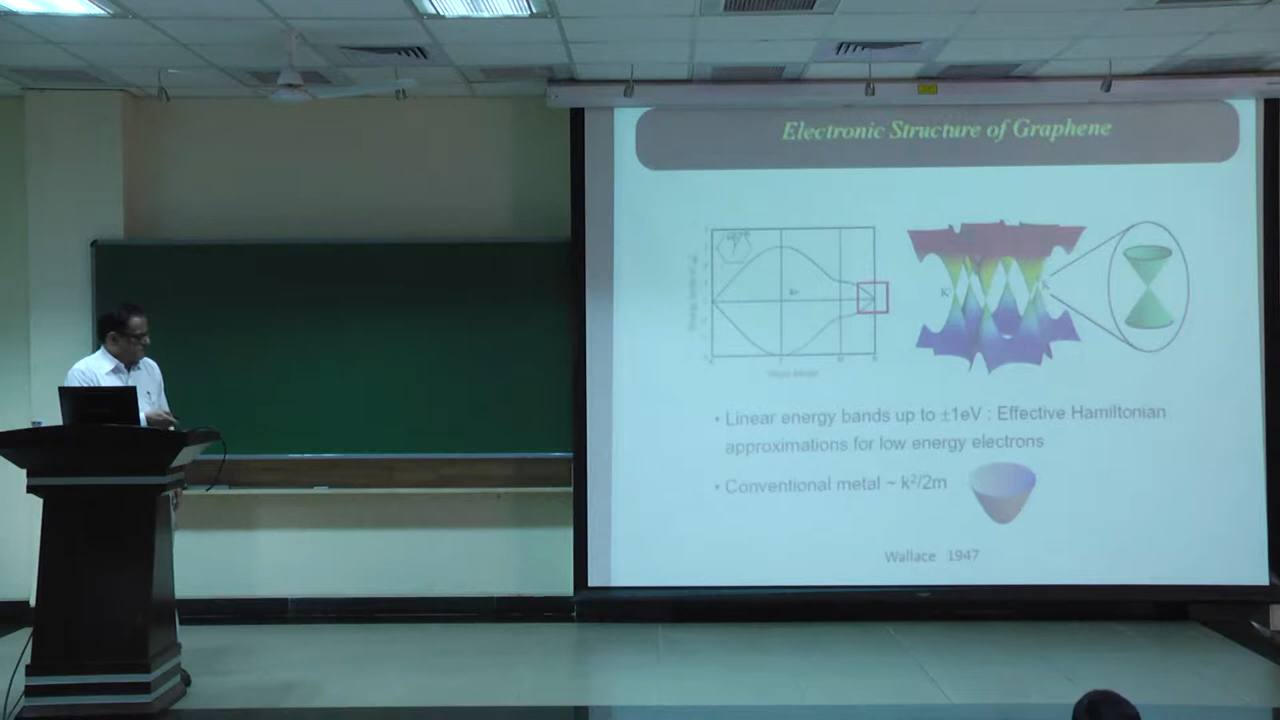 Electronic Structure of Graphene
K
• Linear energy bands up to ±1eV : Effective Hamiltonian
approximations for low energy electrons
• Conventional metal ~ k²/2m
Wallace 1947